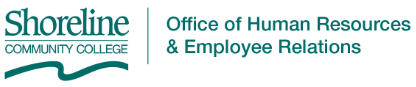 Shoreline
COMMUNITY COLLEGE
Office of Human Resources
& Employee Relations